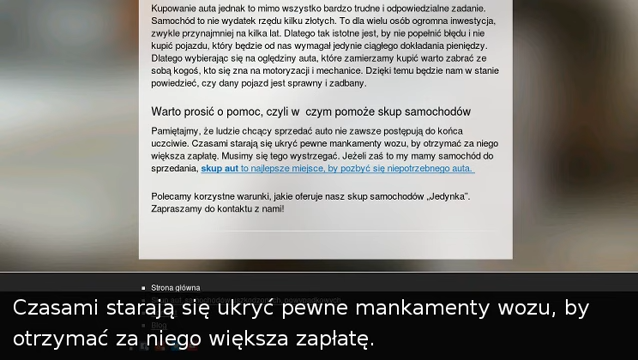 Kupowanie auta jednak to mimo wszystko bardzo trudne i odpowiedzialne zadanie.
Samochód to nie wydatek rzędu kilku złotych. To dla wielu osób ogromna inwestycja,
zwykle przynajmniej na kilka lat. Dlatego tak istotne jest, by nie popełnić błędu i nie
kupić pojazdu, który będzie od nas wymagał jedynie ciągłego dokładania pieniędzy.
Dlatego wybierając się na oględziny auta, które zamierzamy kupić warto zabrać ze
sobą kogoś, kto się zna na motoryzacji i mechanice. Dzięki temu będzie nam w stanie
powiedzieć, czy dany pojazd jest sprawny i zadbany.
Warto prosić o pomoc, czyli w czym pomoże skup samochodów
Pamiętajmy, że ludzie chcący sprzedać auto nie zawsze postępują do końca
uczciwie. Czasami starają się ukryć pewne mankamenty wozu, by otrzymać za niego
większa zapłatę. Musimy się tego wystrzegać. Jeżeli zaś to my mamy samochód do
sprzedania, skup aut to najlepsze miejsce, by pozbyć się niepotrzebnego auta.
Polecamy korzystne warunki, jakie oferuje nasz skup samochodów „Jedynka”.
Zapraszamy do kontaktu z nami!
Strona główna
Blog
Czasami starają się ukryć pewne mankamenty wozu, by
otrzymać za niego większa zapłatę.